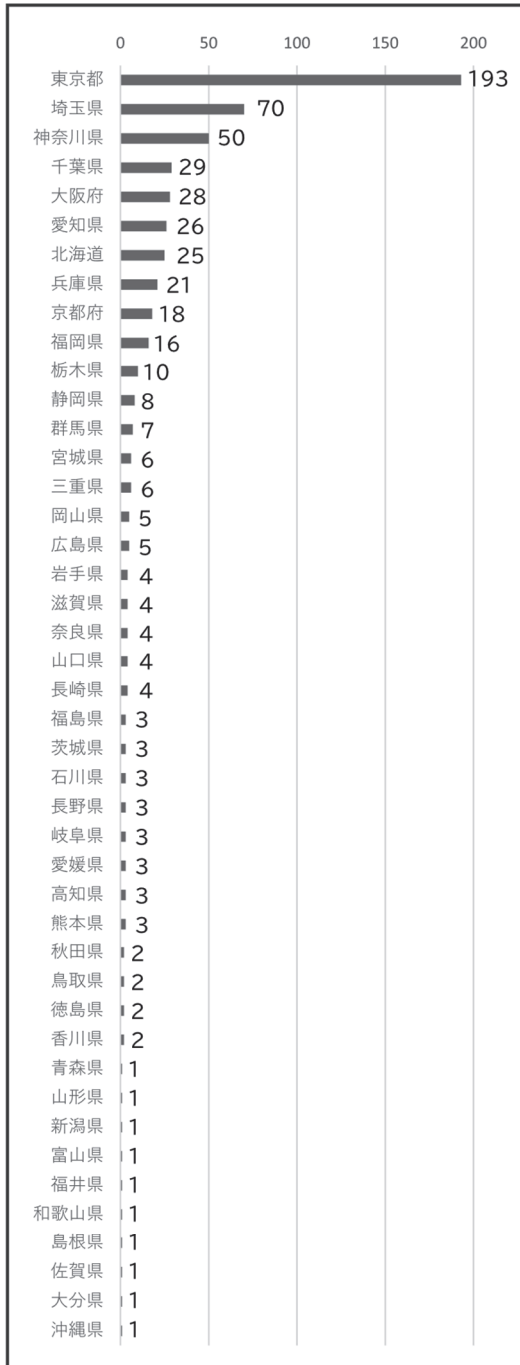 0 50 100 150 200
東京都 193
埼玉県 70
神奈川県 50
千葉県 29
大阪府 28
愛知県 26
北海道 25
兵庫県 21
京都府 18
福岡県 16
栃木県 10
静岡県 8
群馬県 7
宮城県 6
三重県 6
岡山県 5
広島県 5
岩手県 4
滋賀県 4
奈良県 4
山口県 4
長崎県 4
福島県 3
茨城県 3
石川県 3
長野県 3
岐阜県 3
愛媛県 3
高知県 3
熊本県 3
秋田県 2
鳥取県 2
徳島県 2
香川県 2
青森県 1
山形県 1
新潟県 1
富山県 1
福井県 1
和歌山県 1
島根県 1
佐賀県 1
大分県 1
沖縄県 1